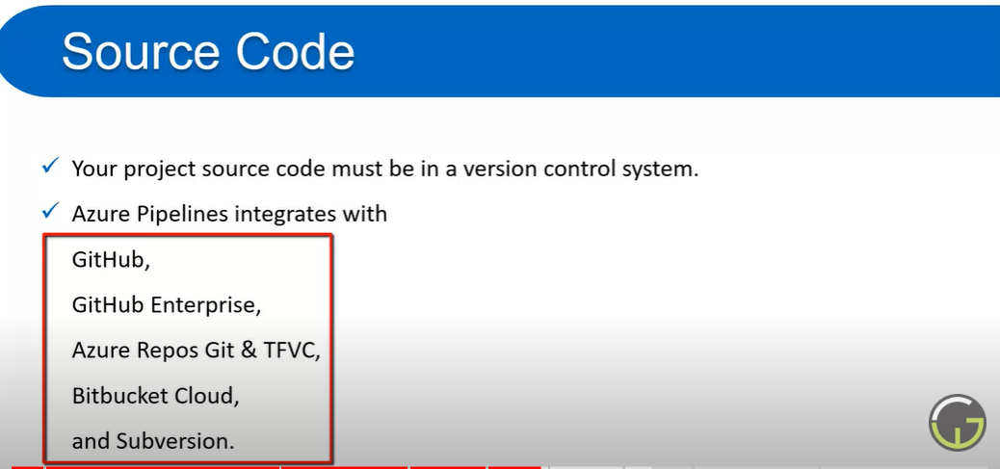 Source Code
Your project source code must be in a version control system.
Azure Pipelines integrates with
GitHub,
GitHub Enterprise,
Azure Repos Git & TFVC,
Bitbucket Cloud,
and Subversion.